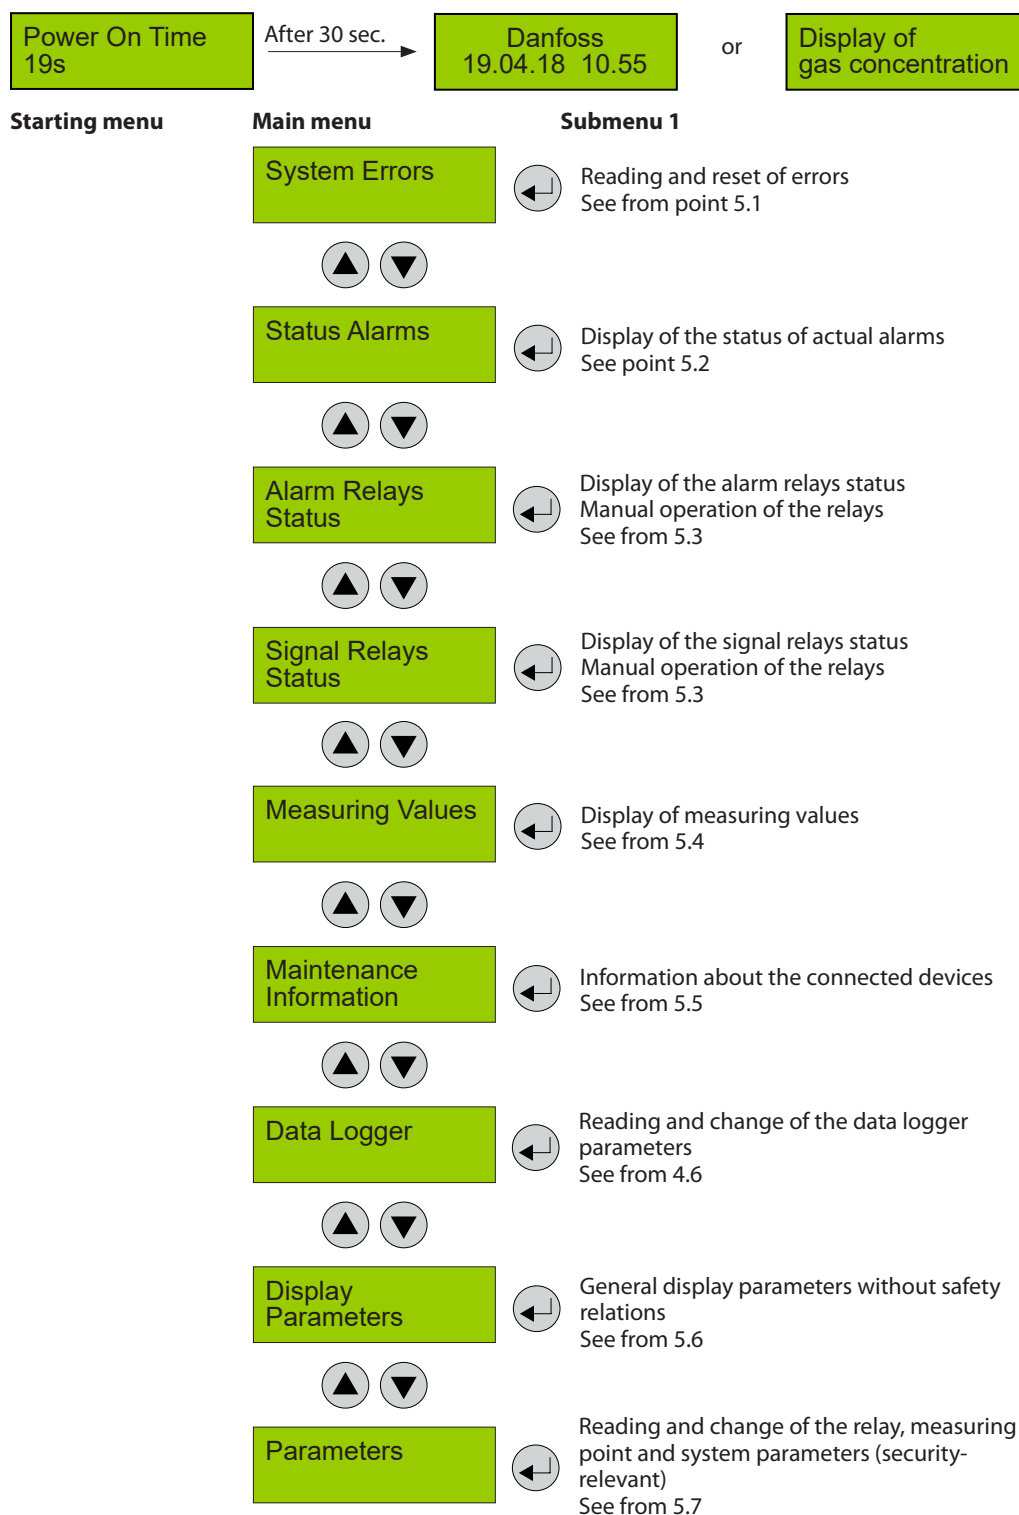 Power On Time
19s
After 30 sec.
Danfoss
19.04.18 10.55
or
Display of
gas concentration
Starting menu
Main menu
Submenu 1
System Errors
Reading and reset of errors
See from point 5.1
Status Alarms
Display of the status of actual alarms
See point 5.2
Alarm Relays
Status
Display of the alarm relays status
Manual operation of the relays
See from 5.3
Signal Relays
Status
Display of the signal relays status
Manual operation of the relays
See from 5.3
Measuring Values
Display of measuring values
See from 5.4
Maintenance
Information
Information about the connected devices
See from 5.5
Data Logger
Reading and change of the data logger
parameters
See from 4.6
Display
Parameters
General display parameters without safety
relations
See from 5.6
Parameters
Reading and change of the relay, measuring
point and system parameters (security-
relevant)
See from 5.7